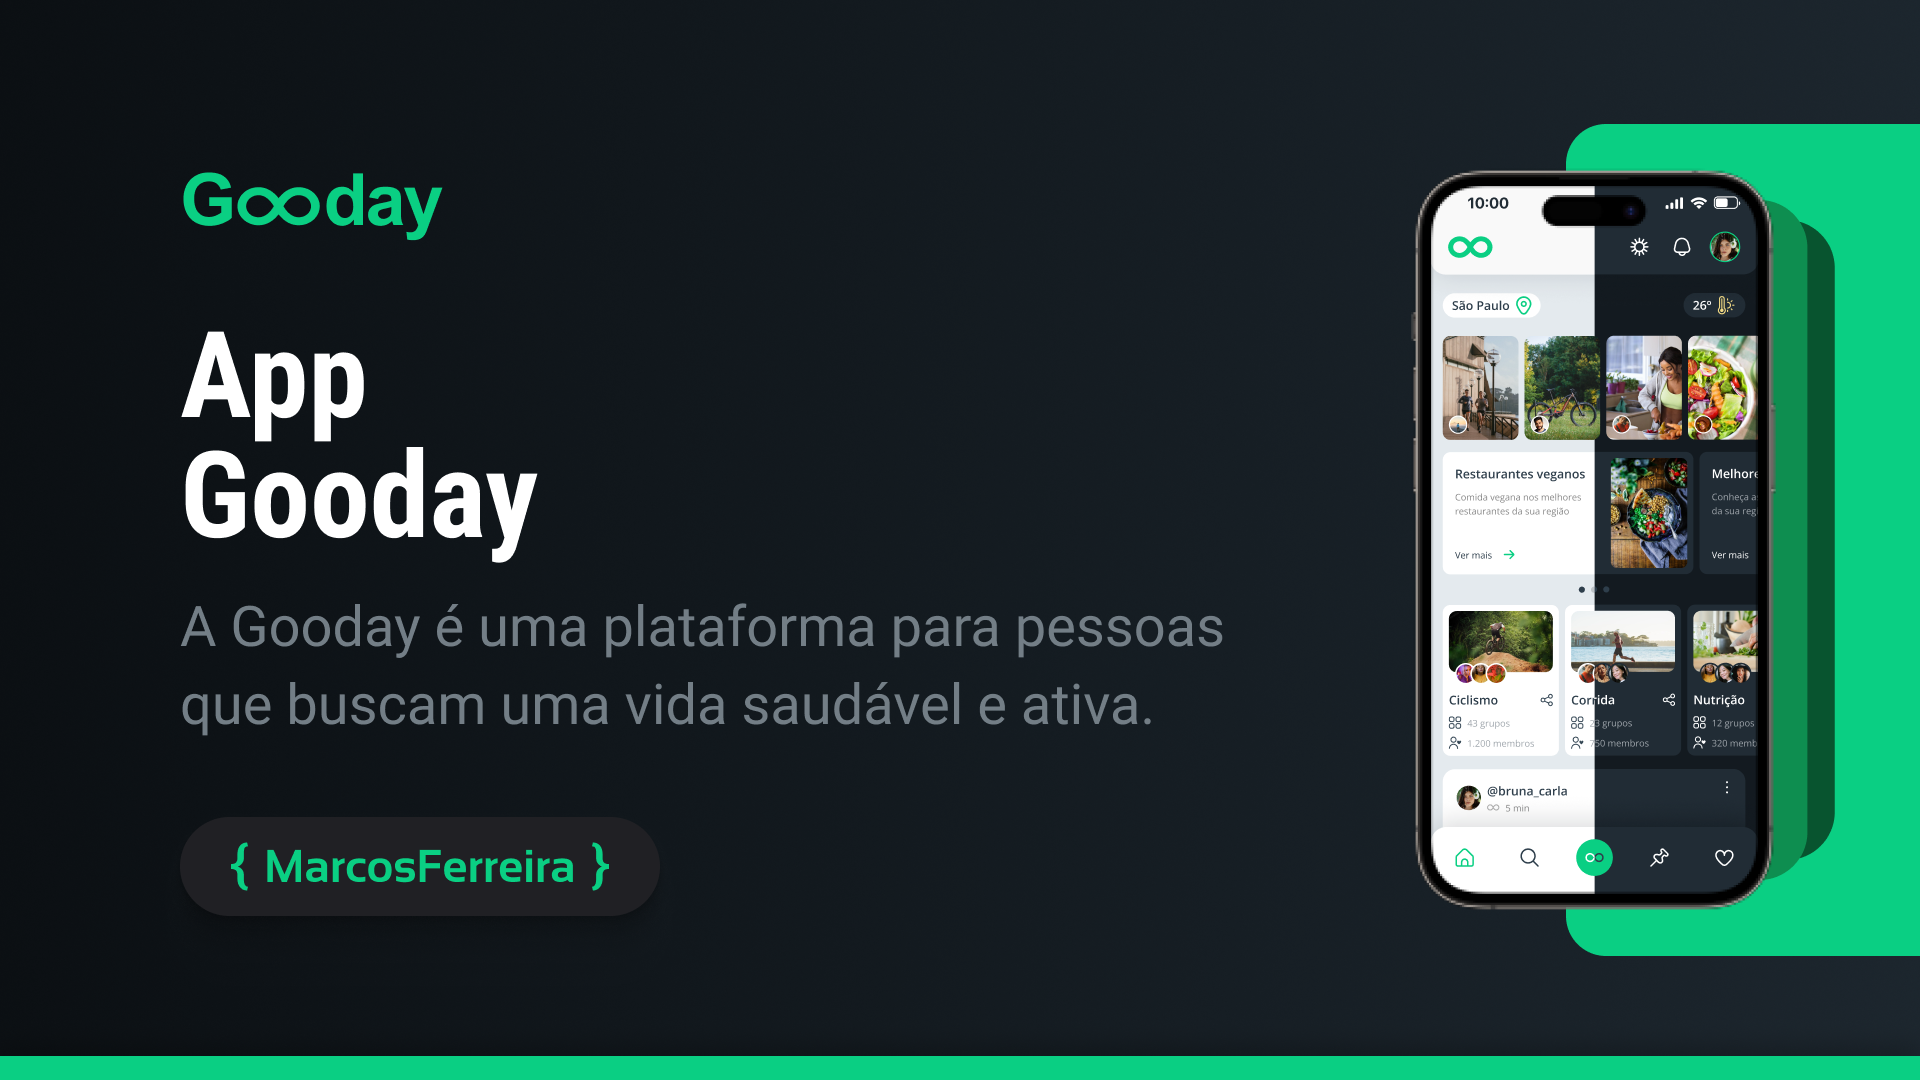 Gooday
App
Gooday
A Gooday é uma plataforma para pessoas
que buscam uma vida saudável e ativa.
{ MarcosFerreira }
10:00
São Paulo
26°
Restaurantes veganos
Comida vegana nos melhores
restaurantes da sua região
Ver mais
Melhore
Conheça a
da sua regi
Ver mais
Ciclismo
43 grupos
1.200 membros
Corrida
23 grupos
750 membros
Nutrição
12 grupos
320 memb
@bruna_carla
5 min